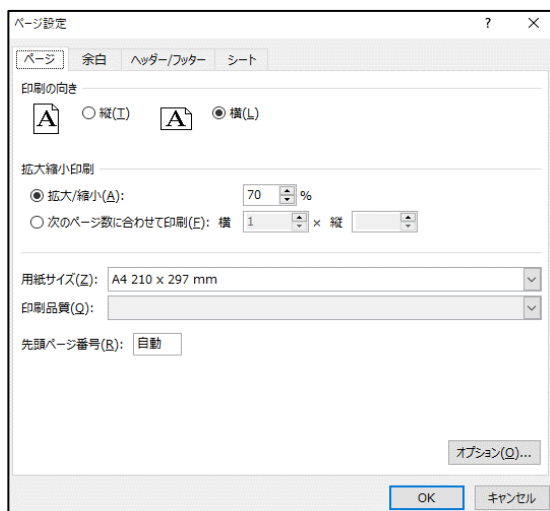 ページ設定 ? ×
ページ 余白 ヘッダー/フッター シート
印刷の向き
A 縦(T) A 横(L)
拡大縮小印刷
拡大/縮小(A): 70 %
次のページ数に合わせて印刷(F): 横 1 × 縦
用紙サイズ(Z): A4 210 x 297 mm
印刷品質(Q):
先頭ページ番号(R): 自動
オプション(O)...
OK キャンセル